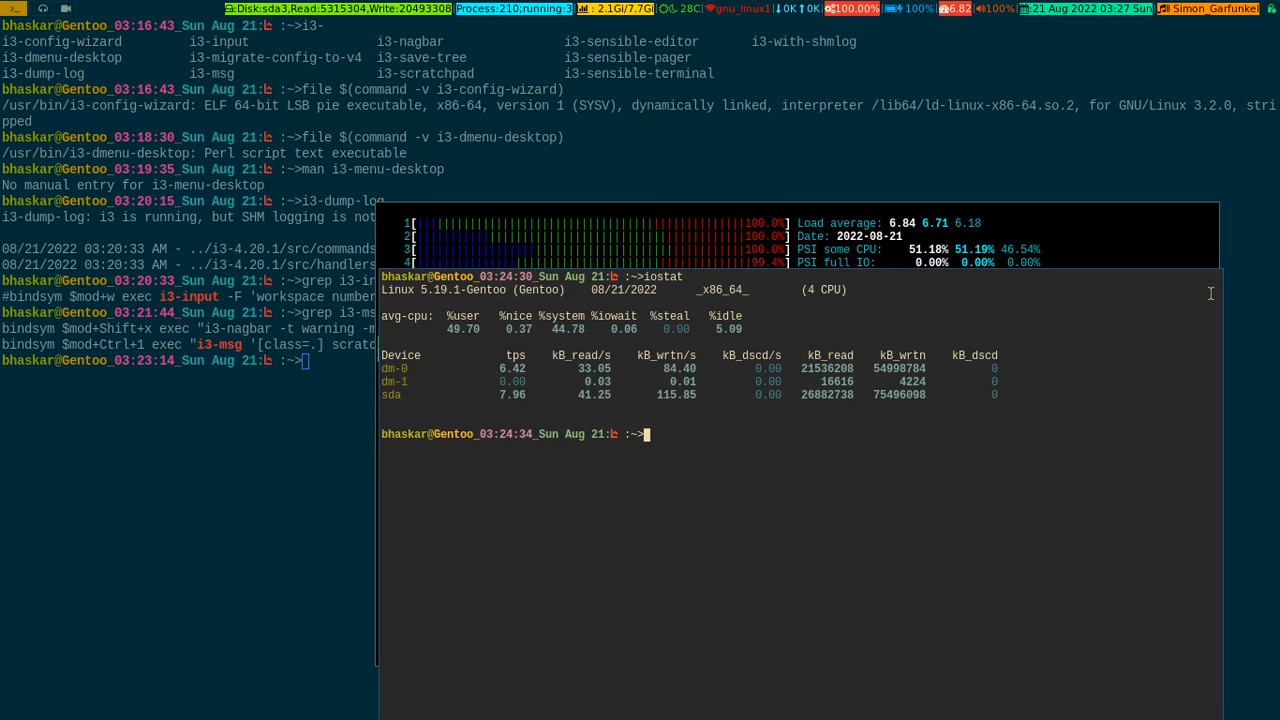 Disk:sda3,Read:5315304,Write:20493308 Process:210;running:3 : 2.1Gi/7.7Gi 28C gnu_linux1 0K 0K 100.00% 100% 6.82 100% :21 Aug 2022 03:27 Sun Simon_Garfunkel
bhaskar@Gentoo_03:16:43_Sun Aug 21: :~>i3-
i3-config-wizard i3-input i3-nagbar i3-sensible-editor i3-with-shmlog
i3-dmenu-desktop i3-migrate-config-to-v4 i3-save-tree i3-sensible-pager
i3-dump-log i3-msg i3-scratchpad i3-sensible-terminal
bhaskar@Gentoo_03:16:43_Sun Aug 21: :~>file $(command -v i3-config-wizard)
/usr/bin/i3-config-wizard: ELF 64-bit LSB pie executable, x86-64, version 1 (SYSV), dynamically linked, interpreter /lib64/ld-linux-x86-64.so.2, for GNU/Linux 3.2.0, stri
pped
bhaskar@Gentoo_03:18:30_Sun Aug 21: :~>file $(command -v i3-dmenu-desktop)
/usr/bin/i3-dmenu-desktop: Perl script text executable
bhaskar@Gentoo_03:19:35_Sun Aug 21: :~>man i3-menu-desktop
No manual entry for i3-menu-desktop
bhaskar@Gentoo_03:20:15_Sun Aug 21: :~>i3-dump-log
i3-dump-log: i3 is running, but SHM logging is not
08/21/2022 03:20:33 AM - ../i3-4.20.1/src/commands
08/21/2022 03:20:33 AM - ../i3-4.20.1/src/handlers
bhaskar@Gentoo_03:20:33_Sun Aug 21: :~>grep i3-in
#bindsym $mod+w exec i3-input -F 'workspace number
bhaskar@Gentoo_03:21:44_Sun Aug 21: :~>grep i3-ms
bindsym $mod+Shift+x exec "i3-nagbar -t warning -m
bindsym $mod+Ctrl+1 exec "i3-msg '[class=.] scratc
bhaskar@Gentoo_03:23:14_Sun Aug 21: :~>
1[100.0%] Load average: 6.84 6.71 6.18
2[100.0%] Date: 2022-08-21
3[100.0%] PSI some CPU: 51.18% 51.19% 46.54%
4[99.4%] PSI full IO: 0.00% 0.00% 0.00%
bhaskar@Gentoo_03:24:30_Sun Aug 21: :~>iostat
Linux 5.19.1-Gentoo (Gentoo) 08/21/2022 _x86_64_ (4 CPU)
avg-cpu: %user %nice %system %iowait %steal %idle
49.70 0.37 44.78 0.06 0.00 5.09
Device tps kB_read/s kB_wrtn/s kB_dscd/s kB_read kB_wrtn kB_dscd
dm-0 6.42 33.05 84.40 0.00 21536208 54998784 0
dm-1 0.00 0.03 0.01 0.00 16616 4224 0
sda 7.96 41.25 115.85 0.00 26882738 75496098 0
bhaskar@Gentoo_03:24:34_Sun Aug 21: :~>